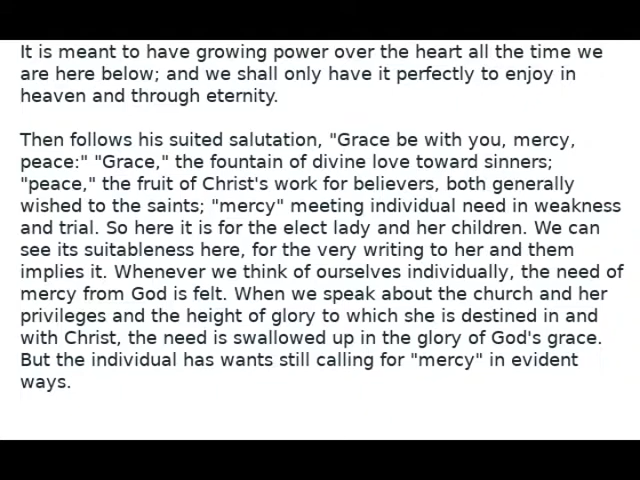 It is meant to have growing power over the heart all the time we
are here below; and we shall only have it perfectly to enjoy in
heaven and through eternity.
Then follows his suited salutation, "Grace be with you, mercy,
peace:" "Grace," the fountain of divine love toward sinners;
"peace," the fruit of Christ's work for believers, both generally
wished to the saints; "mercy" meeting individual need in weakness
and trial. So here it is for the elect lady and her children. We can
see its suitableness here, for the very writing to her and them
implies it. Whenever we think of ourselves individually, the need of
mercy from God is felt. When we speak about the church and her
privileges and the height of glory to which she is destined in and
with Christ, the need is swallowed up in the glory of God's grace.
But the individual has wants still calling for "mercy" in evident
ways.